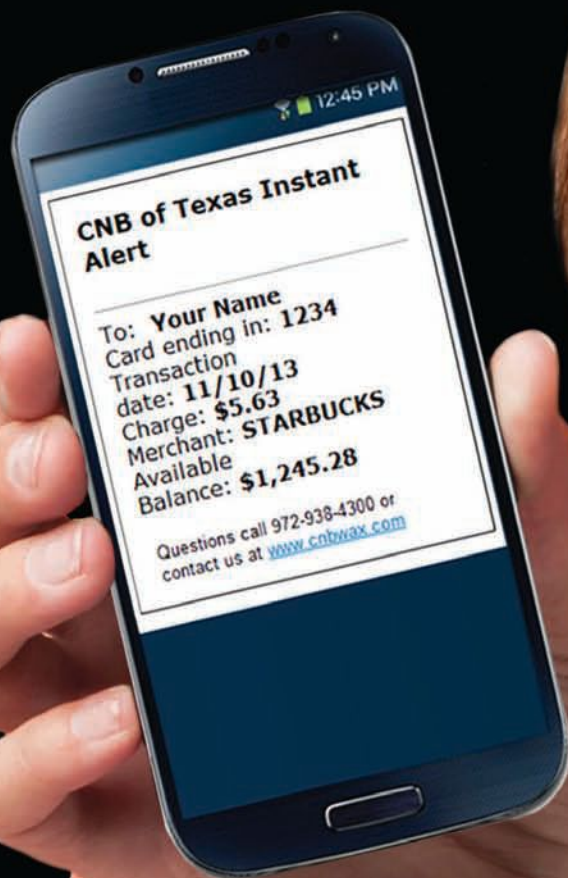 12:45 PM
CNB of Texas Instant
Alert
To: Your Name
Card ending in: 1234
Transaction
date: 11/10/13
Charge: $5.63
Merchant: STARBUCKS
Available
Balance: $1,245.28
Questions call 972-938-4300 or
contact us at www.cnbwax.com